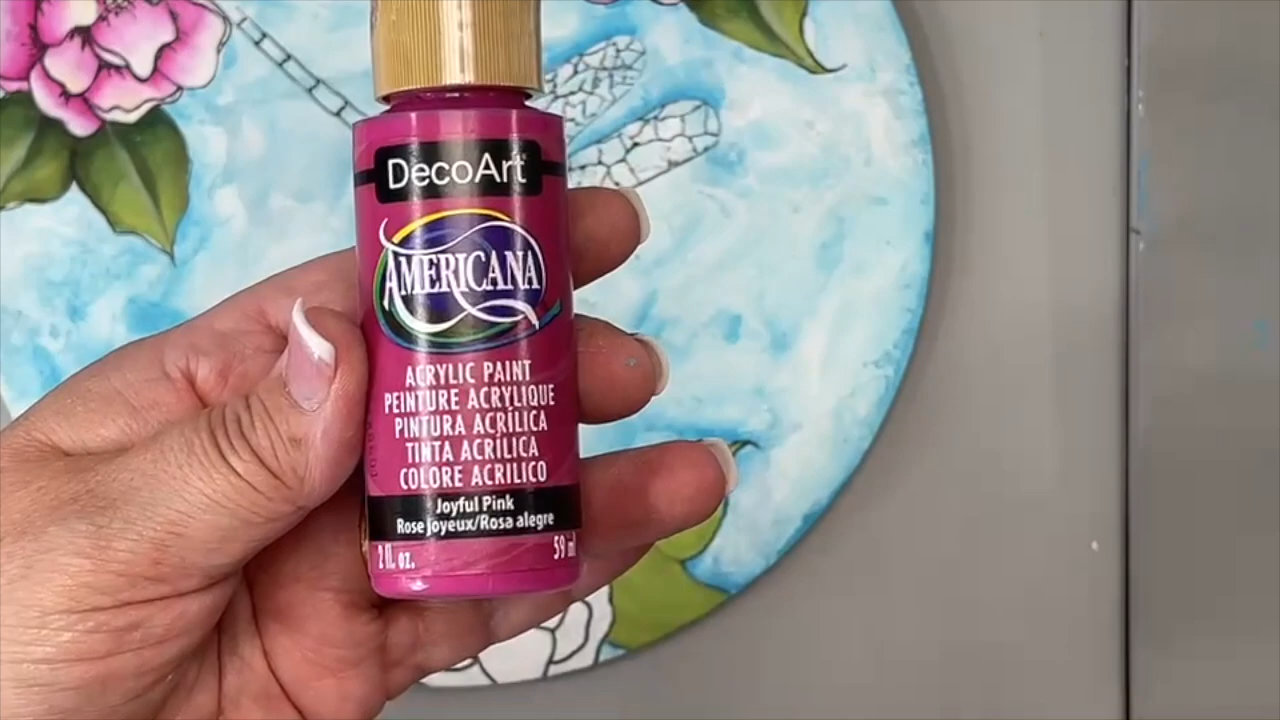 DecoArt
AMERICANA
ACRYLIC PAINT
PEINTURE ACRYLIQUE
PINTURA ACRÍLICA
TINTA ACRÍLICA
COLORE ACRILICO
Joyful Pink
Rose joyeux/Rosa alegre
2 fl. oz. 59 ml